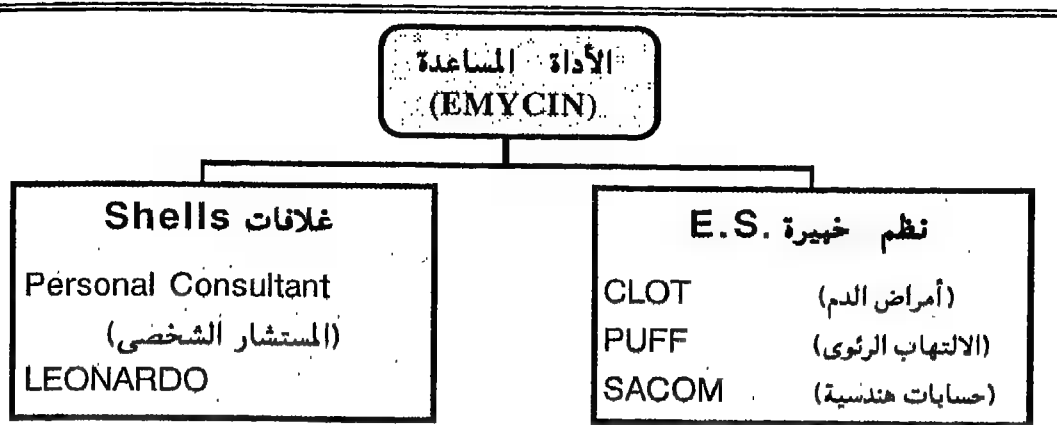 الأداة المساعدة
(EMYCIN)
نظم خبيرة E.S.
CLOT (أمراض الدم)
PUFF (الالتهاب الرئوى)
SACOM (حسابات هندسية)
غلافات Shells
Personal Consultant
(المستشار الشخصى)
LEONARDO